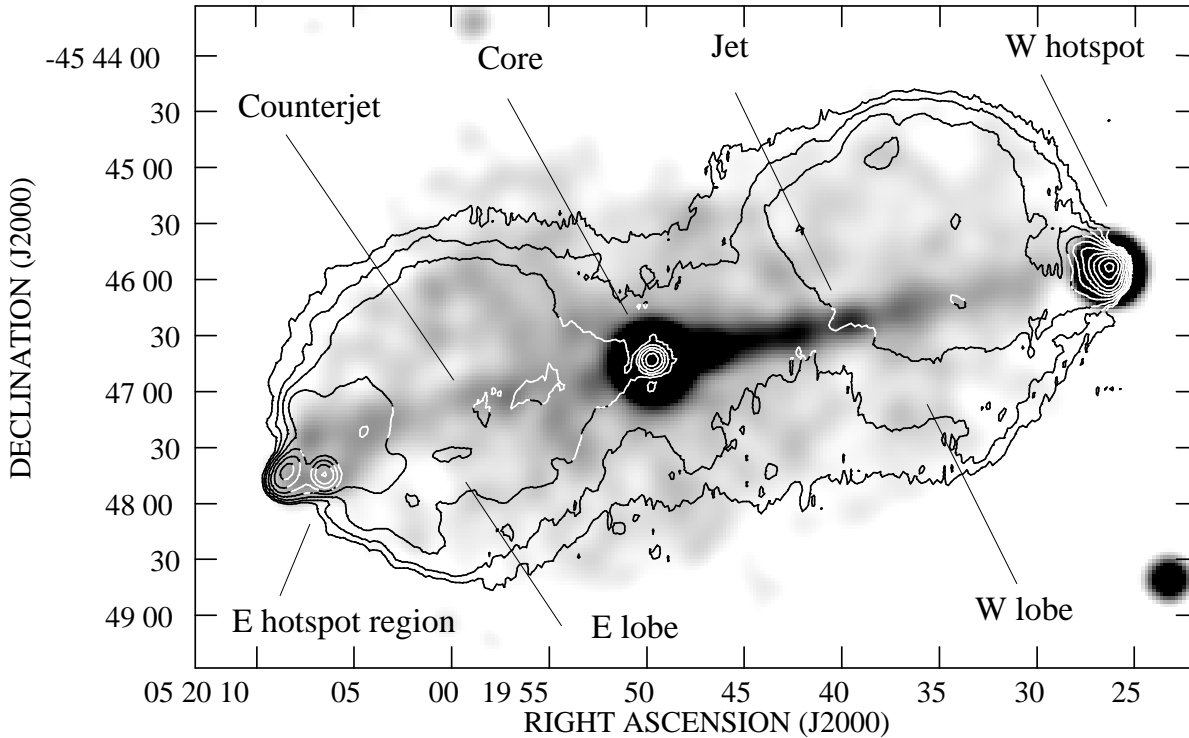 -45 44 00
Core
Jet
W hotspot
Counterjet
30
45 00
30
46 00
30
47 00
30
48 00
30
49 00
DECLINATION (J2000)
E hotspot region
E lobe
W lobe
05 20 10
05
00
19 55
50
45
40
35
30
25
RIGHT ASCENSION (J2000)